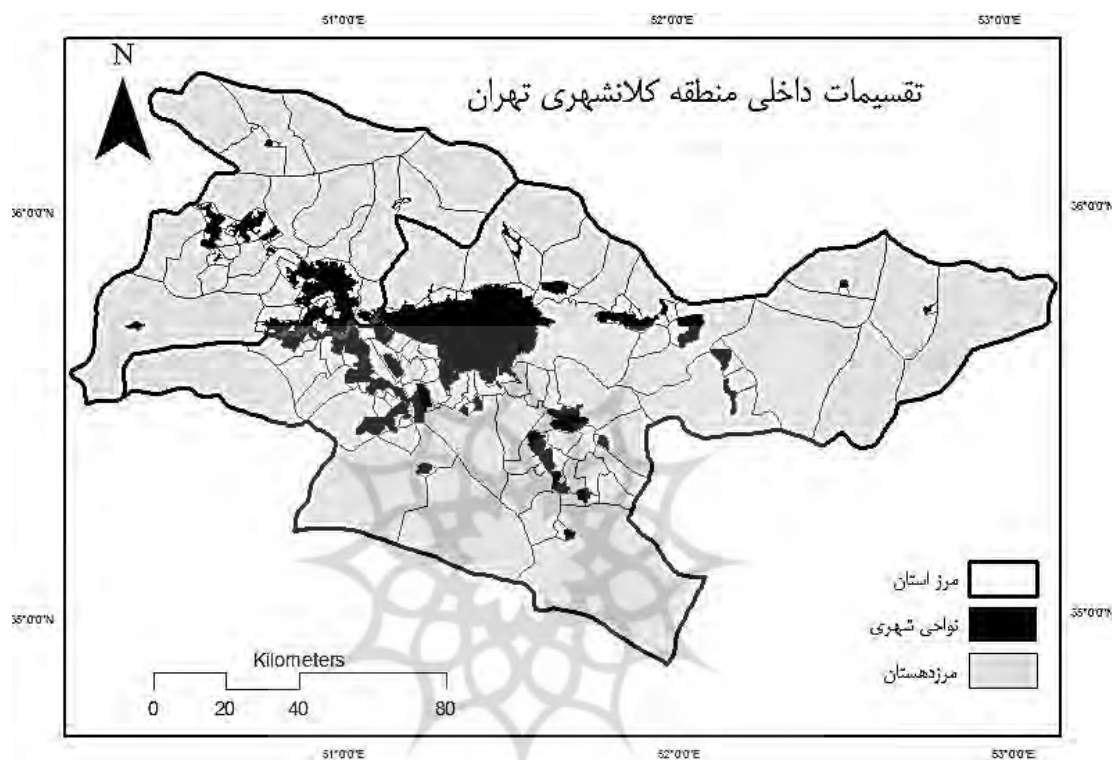 51°0'0"E 52°0'0"E 53°0'0"E
N
تقسیمات داخلی منطقه کلانشهری تهران
36°0'0"N 36°0'0"N
مرز استان
نواحی شهری
مرزدهستان
35°0'0"N 35°0'0"N
Kilometers
0 20 40 80
51°0'0"E 52°0'0"E 53°0'0"E